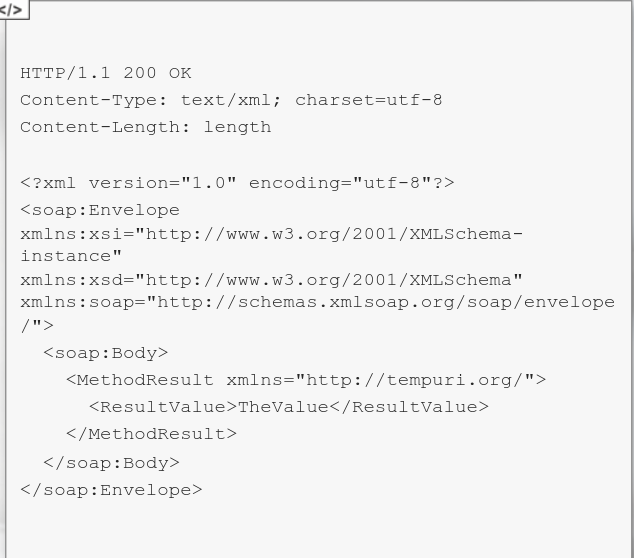 </>
HTTP/1.1 200 OK
Content-Type: text/xml; charset=utf-8
Content-Length: length
<?xml version="1.0" encoding="utf-8"?>
<soap:Envelope
xmlns:xsi="http://www.w3.org/2001/XMLSchema-
instance"
xmlns:xsd="http://www.w3.org/2001/XMLSchema"
xmlns:soap="http://schemas.xmlsoap.org/soap/envelope
/">
  <soap:Body>
    <MethodResult xmlns="http://tempuri.org/">
      <ResultValue>TheValue</ResultValue>
    </MethodResult>
  </soap:Body>
</soap:Envelope>